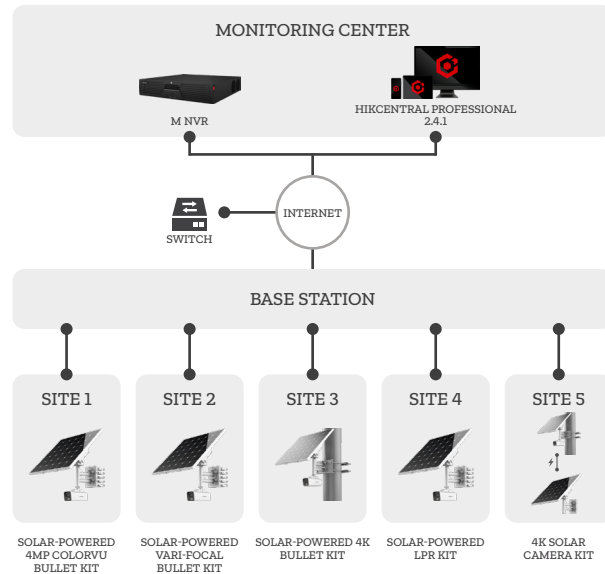 MONITORING CENTER
M NVR
HIKCENTRAL PROFESSIONAL
2.4.1
INTERNET
SWITCH
BASE STATION
SITE 1
SITE 2
SITE 3
SITE 4
SITE 5
SOLAR-POWERED
4MP COLORVU
BULLET KIT
SOLAR-POWERED
VARI-FOCAL
BULLET KIT
SOLAR-POWERED 4K
BULLET KIT
SOLAR-POWERED
LPR KIT
4K SOLAR
CAMERA KIT